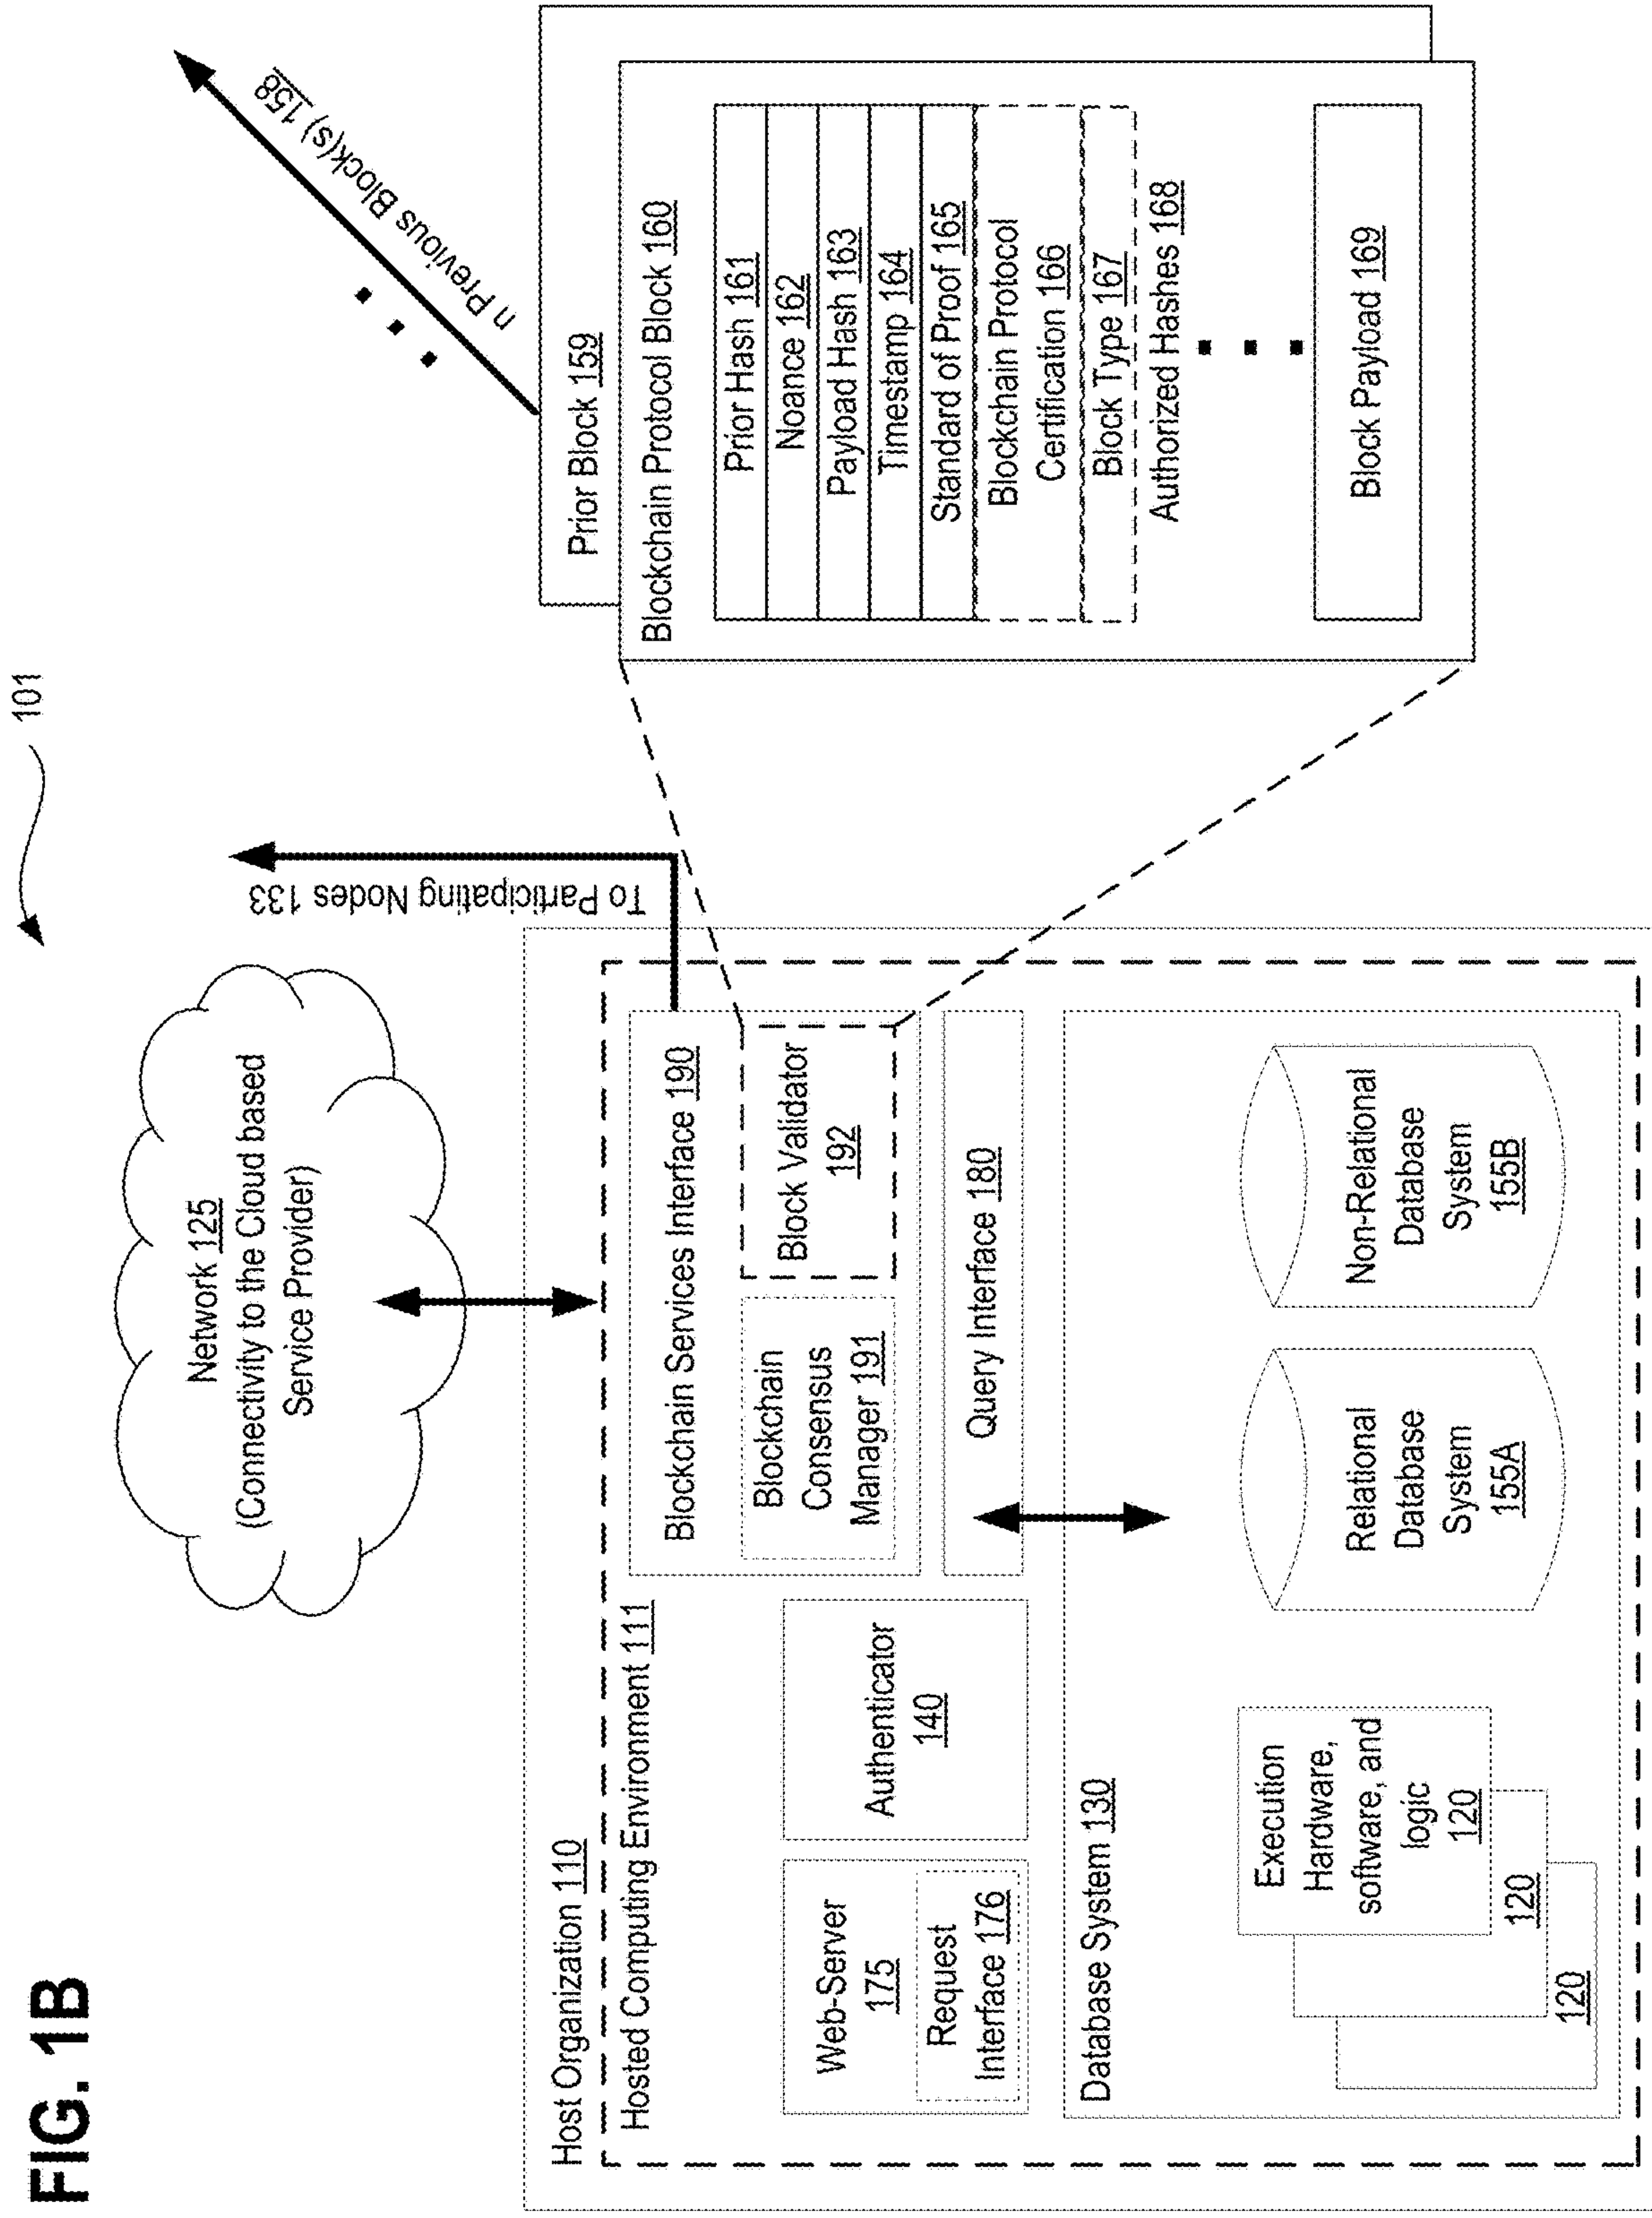 FIG. 1B
101
Network 125
(Connectivity to the Cloud based
Service Provider)
To Participating Nodes 133
n Previous Block(s) 158
Host Organization 110
Hosted Computing Environment 111
Web-Server
175
Request
Interface 176
Authenticator
140
Blockchain Services Interface 190
Blockchain
Consensus
Manager 191
Block Validator
192
Query Interface 180
Database System 130
Execution
Hardware,
software, and
logic
120
120
120
Relational
Database
System
155A
Non-Relational
Database
System
155B
Prior Block 159
Blockchain Protocol Block 160
Prior Hash 161
Noance 162
Payload Hash 163
Timestamp 164
Standard of Proof 165
Blockchain Protocol
Certification 166
Block Type 167
Authorized Hashes 168
Block Payload 169